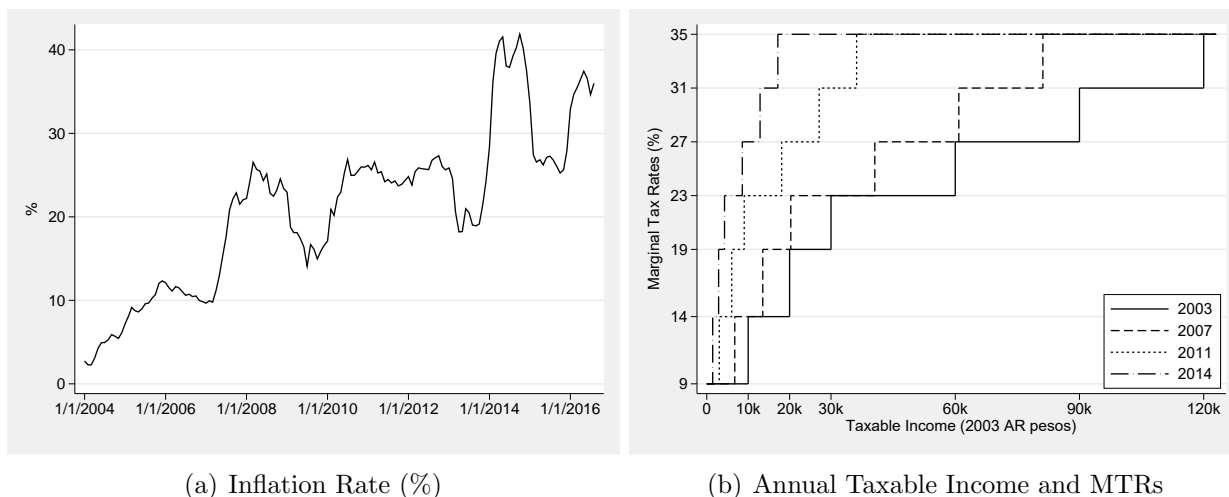 40
30
20
10
0
%
1/1/2004 1/1/2006 1/1/2008 1/1/2010 1/1/2012 1/1/2014 1/1/2016
(a) Inflation Rate (%)
35
31
27
23
19
14
9
Marginal Tax Rates (%)
2003
2007
2011
2014
0 10k 20k 30k 60k 90k 120k
Taxable Income (2003 AR pesos)
(b) Annual Taxable Income and MTRs